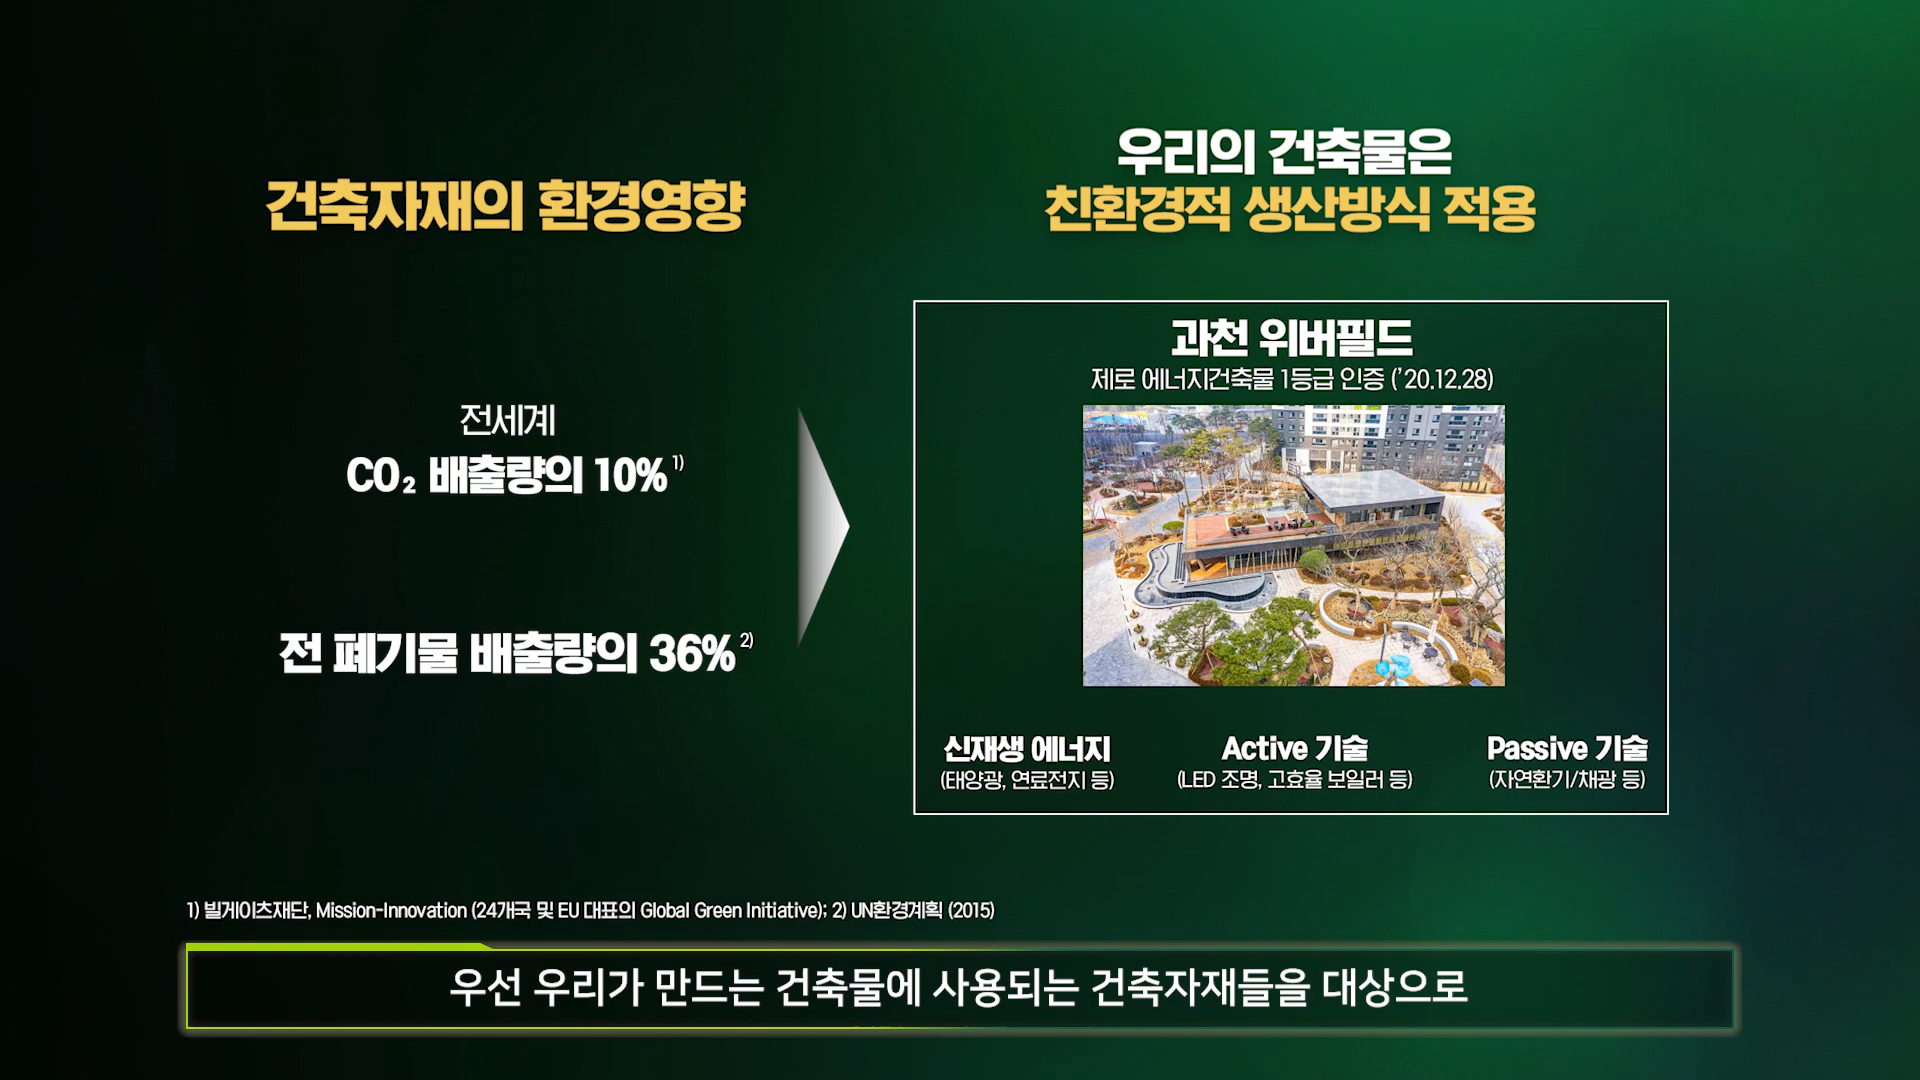 건축자재의 환경영향
전세계
CO₂ 배출량의 10% 1)
전 폐기물 배출량의 36% 2)
우리의 건축물은
친환경적 생산방식 적용
과천 위버필드
제로 에너지건축물 1등급 인증 ('20.12.28)
신재생 에너지
(태양광, 연료전지 등)
Active 기술
(LED 조명, 고효율 보일러 등)
Passive 기술
(자연환기/채광 등)
1) 빌게이츠재단, Mission-Innovation (24개국 및 EU 대표의 Global Green Initiative); 2) UN환경계획 (2015)
우선 우리가 만드는 건축물에 사용되는 건축자재들을 대상으로